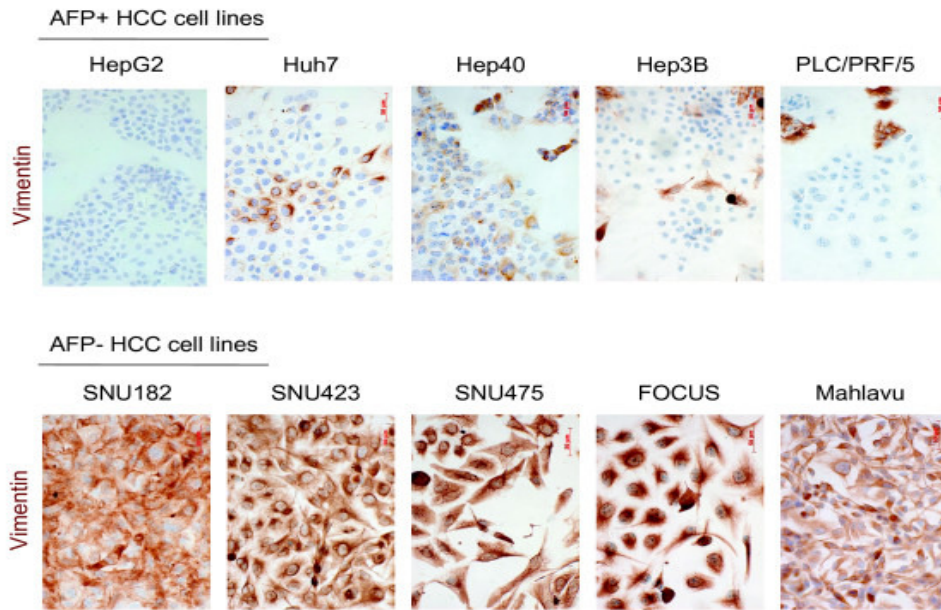 AFP+ HCC cell lines
HepG2 Huh7 Hep40 Hep3B PLC/PRF/5
Vimentin
AFP- HCC cell lines
SNU182 SNU423 SNU475 FOCUS Mahlavu
Vimentin